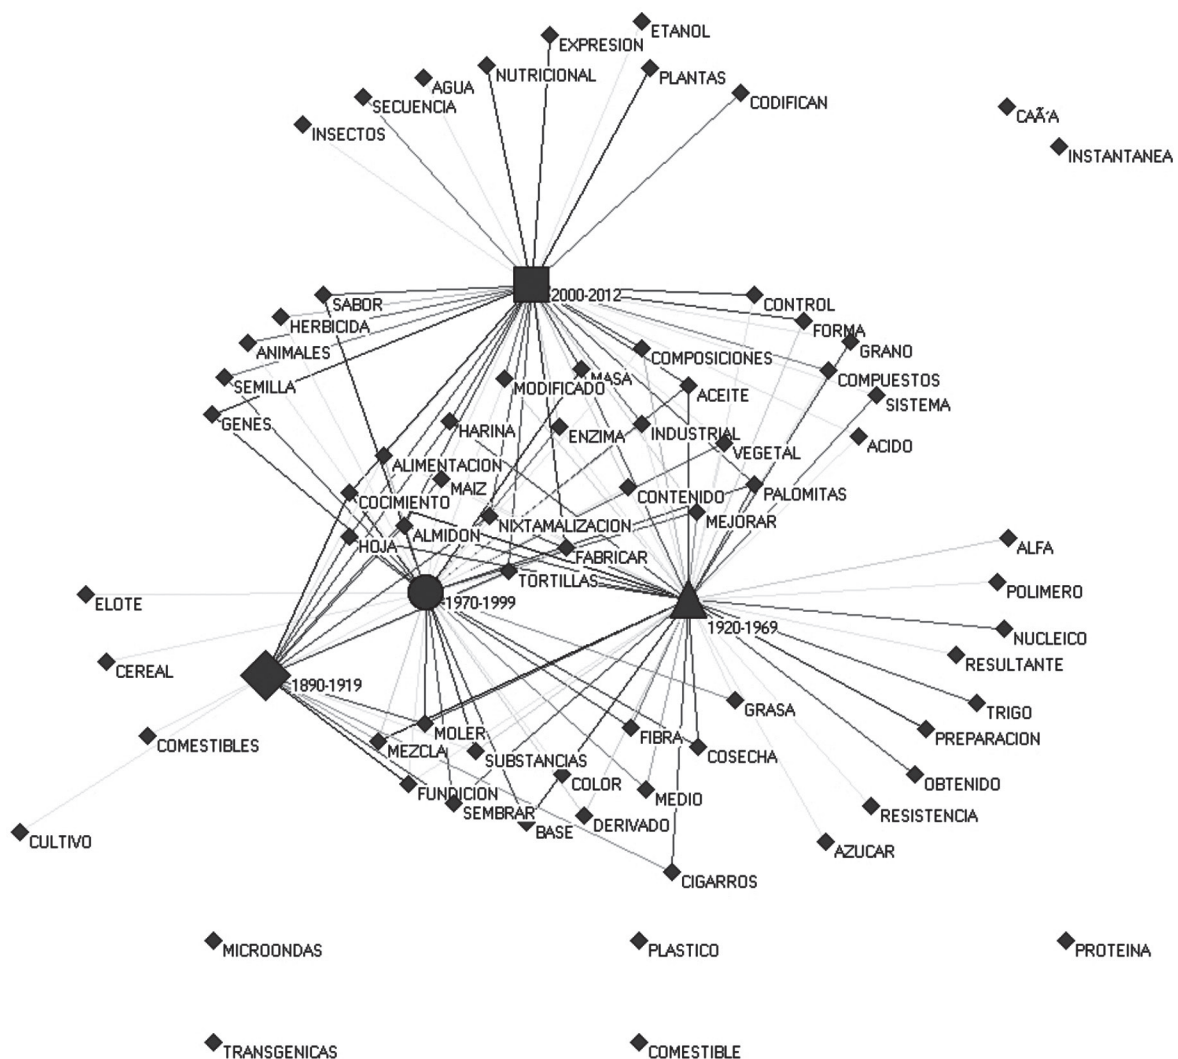 ETANOL
EXPRESION
NUTRICIONAL
PLANTAS
AGUA
CODIFICAN
SECUENCIA
CAÃ'A
INSECTOS
INSTANTANEA
2000-2012
SABOR
CONTROL
HERBICIDA
FORMA
ANIMALES
GRANO
COMPOSICIONES
SEMILLA
MODIFICADO
MASA
COMPUESTOS
ACEITE
SISTEMA
GENES
HARINA
ENZIMA
INDUSTRIAL
ACIDO
VEGETAL
ALIMENTACION
MAIZ
COCIMIENTO
CONTENIDO
PALOMITAS
NIXTAMALIZACION
MEJORAR
ALMIDON
HOJA
FABRICAR
ALFA
TORTILLAS
ELOTE
1970-1999
POLIMERO
1920-1969
NUCLEICO
CEREAL
RESULTANTE
1890-1919
GRASA
TRIGO
MOLER
FIBRA
PREPARACION
COMESTIBLES
MEZCLA
SUBSTANCIAS
COSECHA
COLOR
OBTENIDO
FUNDICION
MEDIO
SEMBRAR
RESISTENCIA
BASE
DERIVADO
CULTIVO
AZUCAR
CIGARROS
MICROONDAS
PLASTICO
PROTEINA
TRANSGENICAS
COMESTIBLE